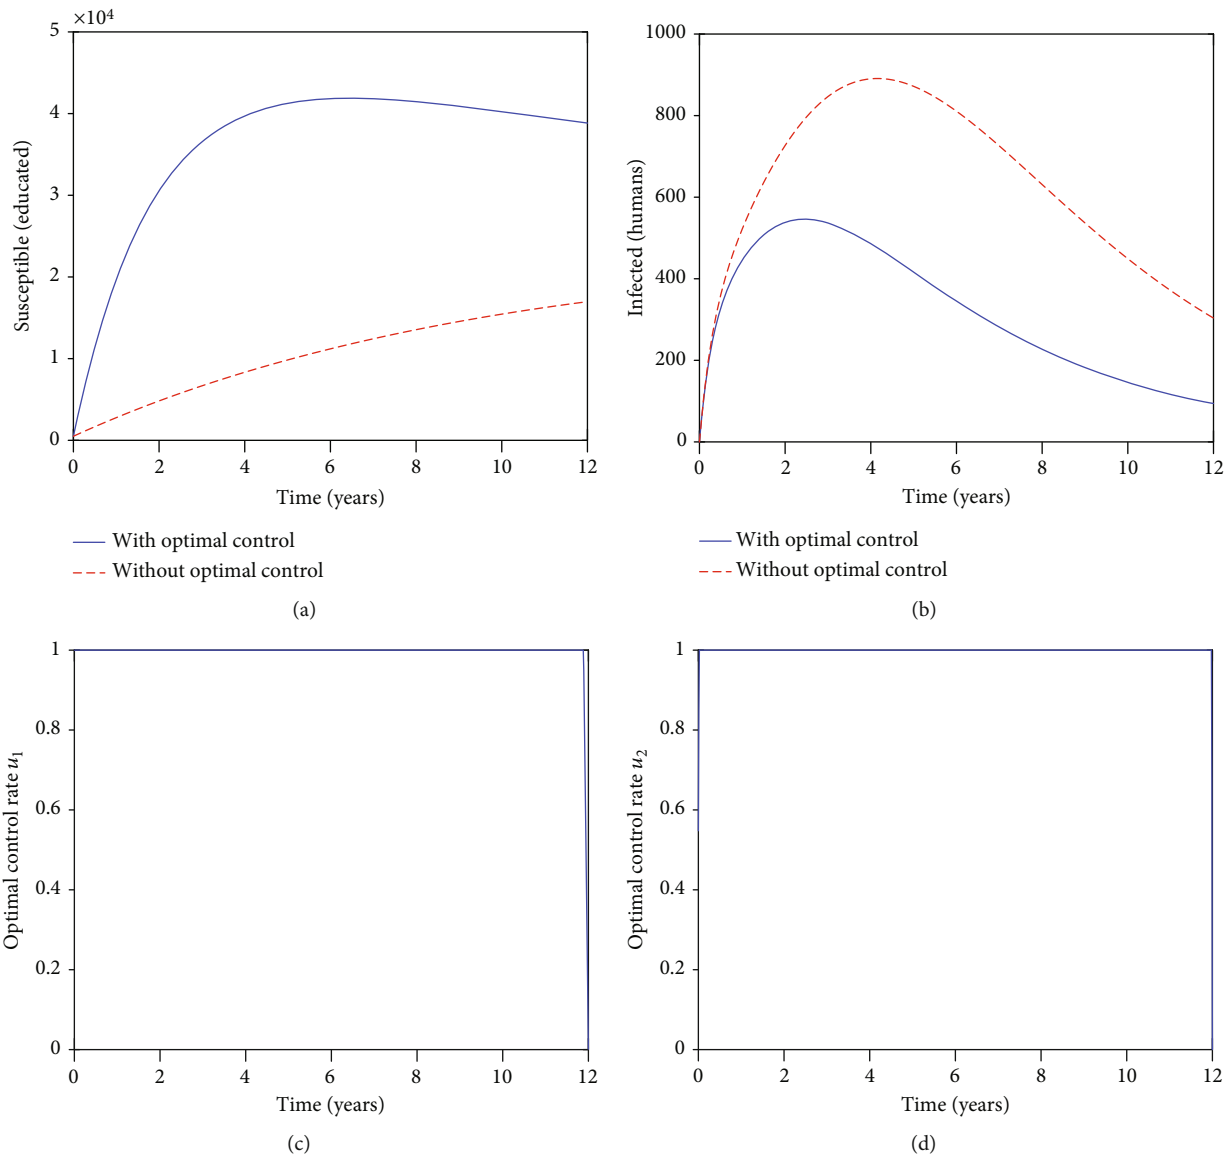 ×10⁴
5
4
3
2
1
0
Susceptible (educated)
0 2 4 6 8 10 12
Time (years)
With optimal control
Without optimal control
(a)
1000
800
600
400
200
0
Infected (humans)
0 2 4 6 8 10 12
Time (years)
With optimal control
Without optimal control
(b)
1
0.8
0.6
0.4
0.2
0
Optimal control rate u₁
0 2 4 6 8 10 12
Time (years)
(c)
1
0.8
0.6
0.4
0.2
0
Optimal control rate u₂
0 2 4 6 8 10 12
Time (years)
(d)